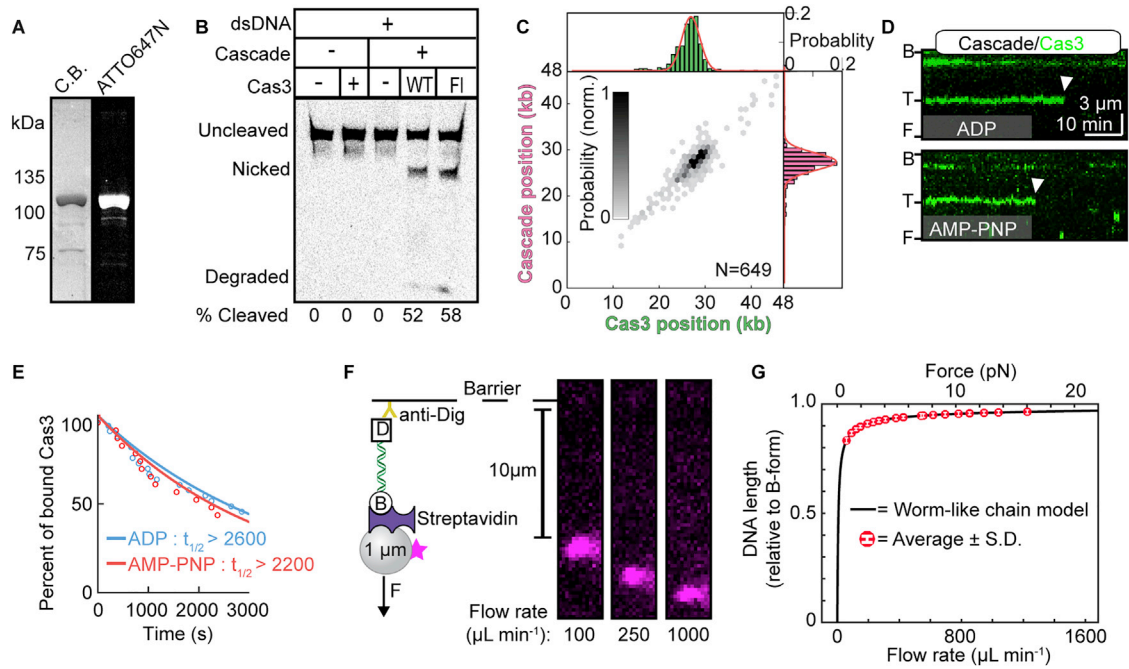 A
C.B.
ATTO647N
kDa
135
100
75
B
dsDNA
+
Cascade
-
+
Cas3
-
+
-
WT
FI
Uncleaved
Nicked
Degraded
% Cleaved
0
0
0
52
58
C
0.2
Probablity
0
0
0.2
48
40
30
20
10
0
Cascade position (kb)
1
Probability (norm.)
0
N=649
0
10
20
30
40
48
Cas3 position (kb)
D
Cascade/Cas3
B
T
F
3 μm
10 min
ADP
B
T
F
AMP-PNP
E
Percent of bound Cas3
100
50
0
ADP : t1/2 > 2600
AMP-PNP : t1/2 > 2200
0
1000
2000
3000
Time (s)
F
Barrier
anti-Dig
D
10μm
B
Streptavidin
1 μm
F
Flow rate
(μL min⁻¹):
100
250
1000
G
Force (pN)
0
10
20
1.0
0.5
0
DNA length
(relative to B-form)
= Worm-like chain model
= Average ± S.D.
0
800
1600
Flow rate (μL min⁻¹)